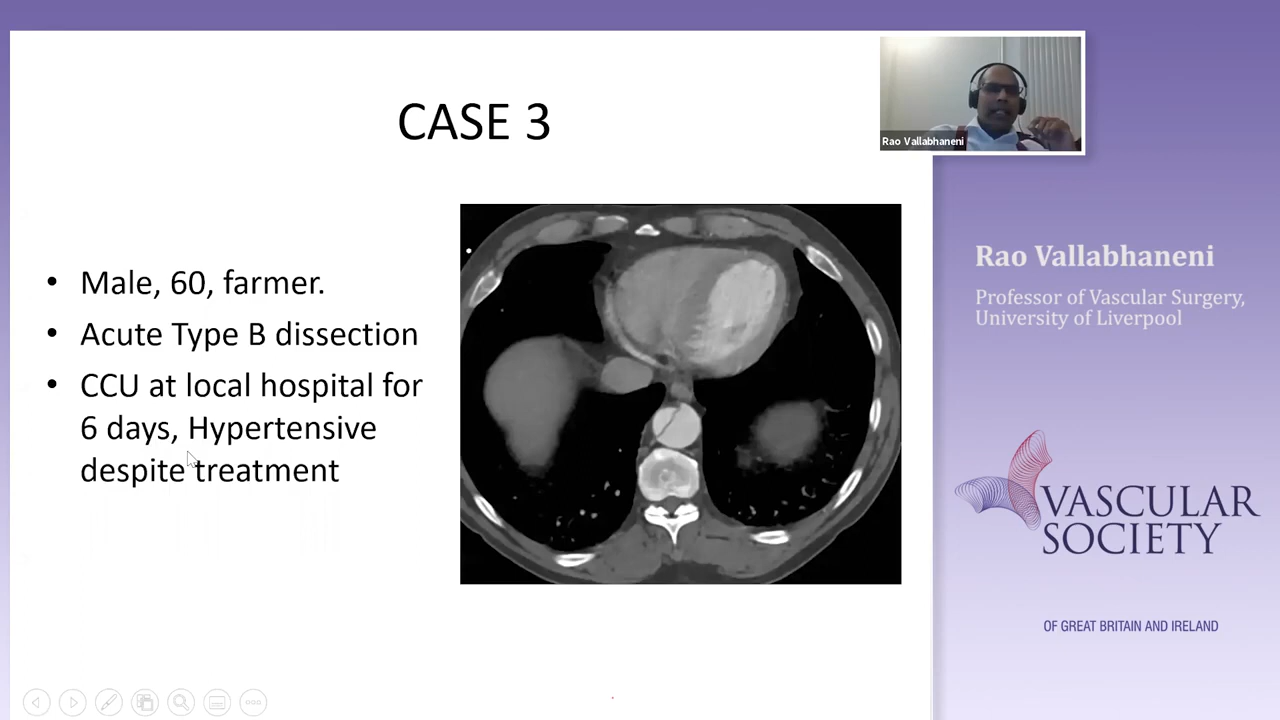 CASE 3
• Male, 60, farmer.
• Acute Type B dissection
• CCU at local hospital for
6 days, Hypertensive
despite treatment
Rao Vallabhaneni
Rao Vallabhaneni
Professor of Vascular Surgery,
University of Liverpool
VASCULAR
SOCIETY
OF GREAT BRITAIN AND IRELAND